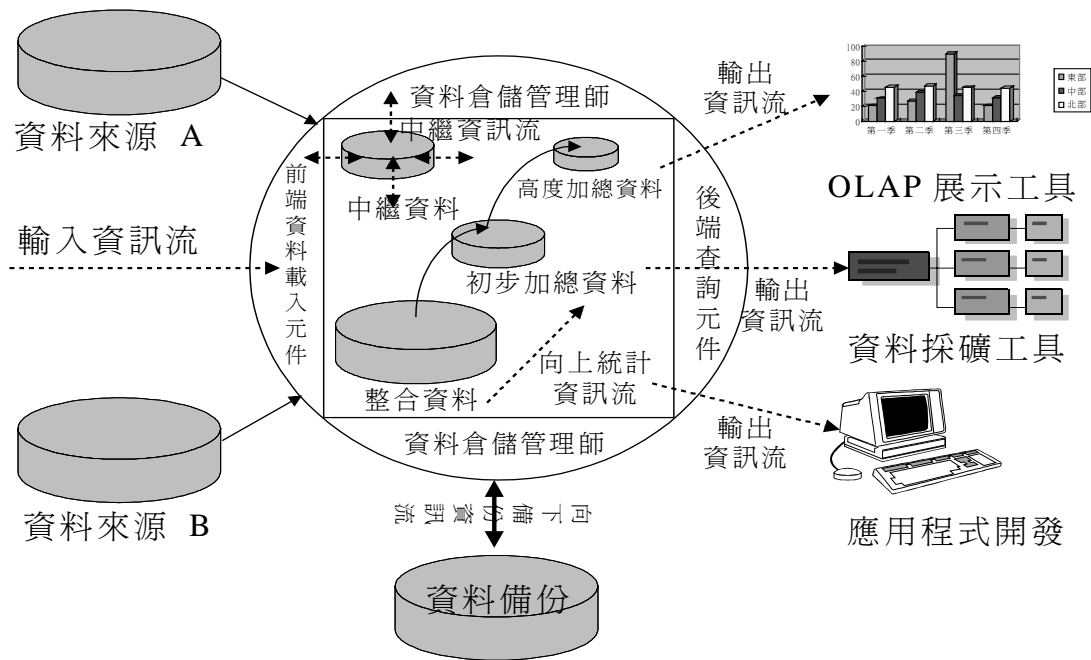 資料來源 A
輸入資訊流
資料來源 B
資料倉儲管理師
中繼資訊流
中繼資料
前端資料載入元件
高度加總資料
初步加總資料
整合資料
向上統計
資訊流
後端查詢元件
資料倉儲管理師
向下備份資訊流
資料備份
輸出
資訊流
輸出
資訊流
輸出
資訊流
100
80
60
40
20
0
第一季 第二季 第三季 第四季
東部
中部
北部
OLAP 展示工具
資料採礦工具
應用程式開發